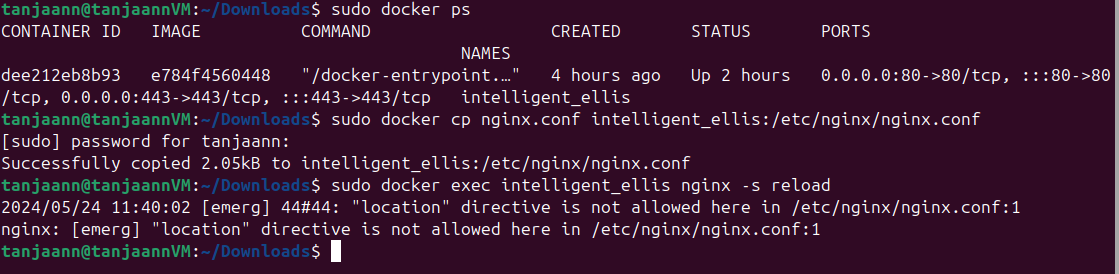 tanjaann@tanjaannVM:~/Downloads$ sudo docker ps
CONTAINER ID   IMAGE          COMMAND                  CREATED       STATUS       PORTS
                                        NAMES
dee212eb8b93   e784f4560448   "/docker-entrypoint.…"   4 hours ago   Up 2 hours   0.0.0.0:80->80/tcp, :::80->80
/tcp, 0.0.0.0:443->443/tcp, :::443->443/tcp   intelligent_ellis
tanjaann@tanjaannVM:~/Downloads$ sudo docker cp nginx.conf intelligent_ellis:/etc/nginx/nginx.conf
[sudo] password for tanjaann:
Successfully copied 2.05kB to intelligent_ellis:/etc/nginx/nginx.conf
tanjaann@tanjaannVM:~/Downloads$ sudo docker exec intelligent_ellis nginx -s reload
2024/05/24 11:40:02 [emerg] 44#44: "location" directive is not allowed here in /etc/nginx/nginx.conf:1
nginx: [emerg] "location" directive is not allowed here in /etc/nginx/nginx.conf:1
tanjaann@tanjaannVM:~/Downloads$